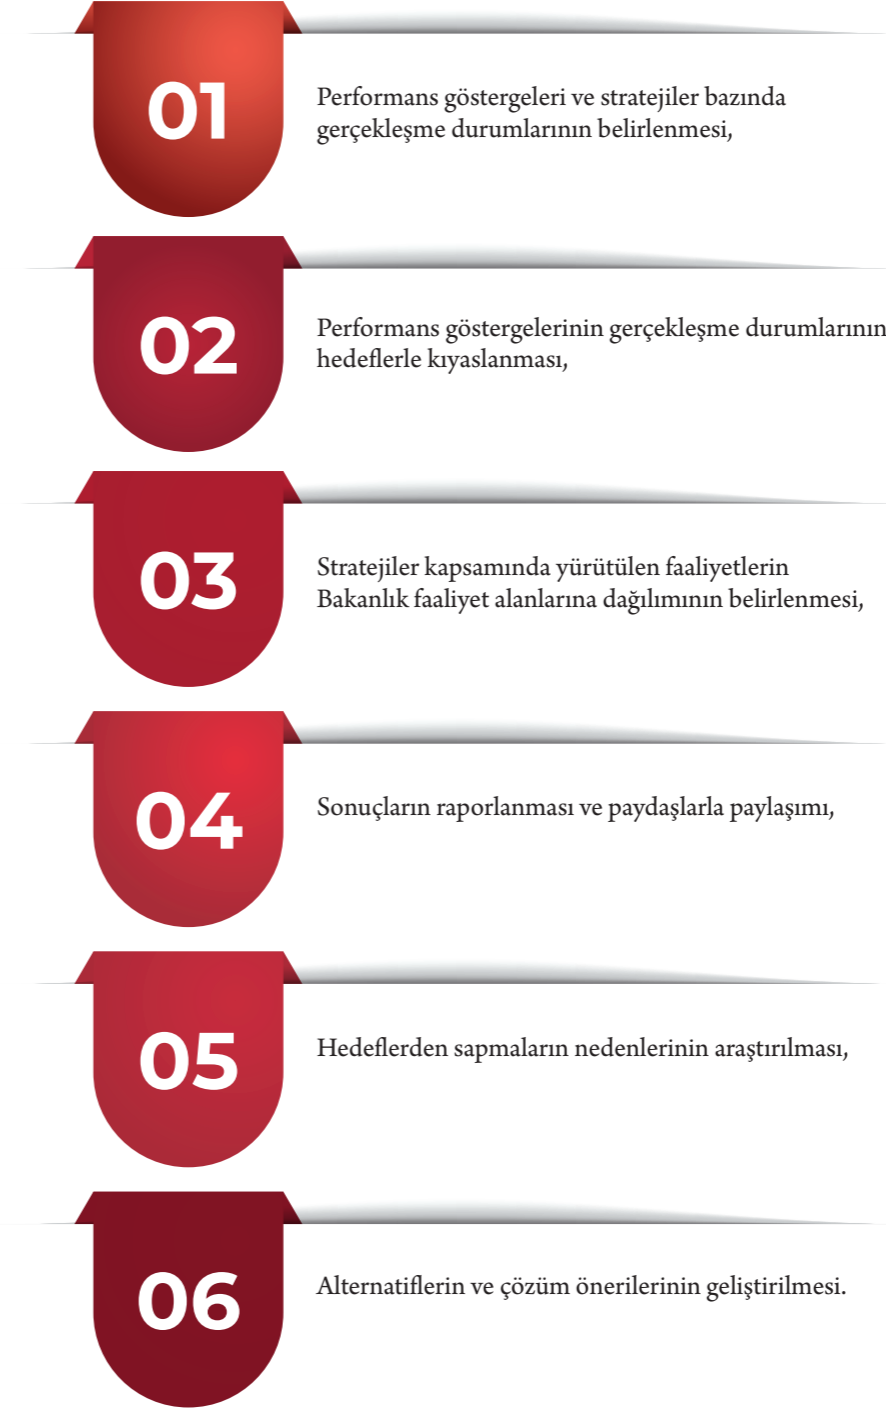 01
Performans göstergeleri ve stratejiler bazında
gerçekleşme durumlarının belirlenmesi,
02
Performans göstergelerinin gerçekleşme durumlarının
hedeflerle kıyaslanması,
03
Stratejiler kapsamında yürütülen faaliyetlerin
Bakanlık faaliyet alanlarına dağılımının belirlenmesi,
04
Sonuçların raporlanması ve paydaşlarla paylaşımı,
05
Hedeflerden sapmaların nedenlerinin araştırılması,
06
Alternatiflerin ve çözüm önerilerinin geliştirilmesi.